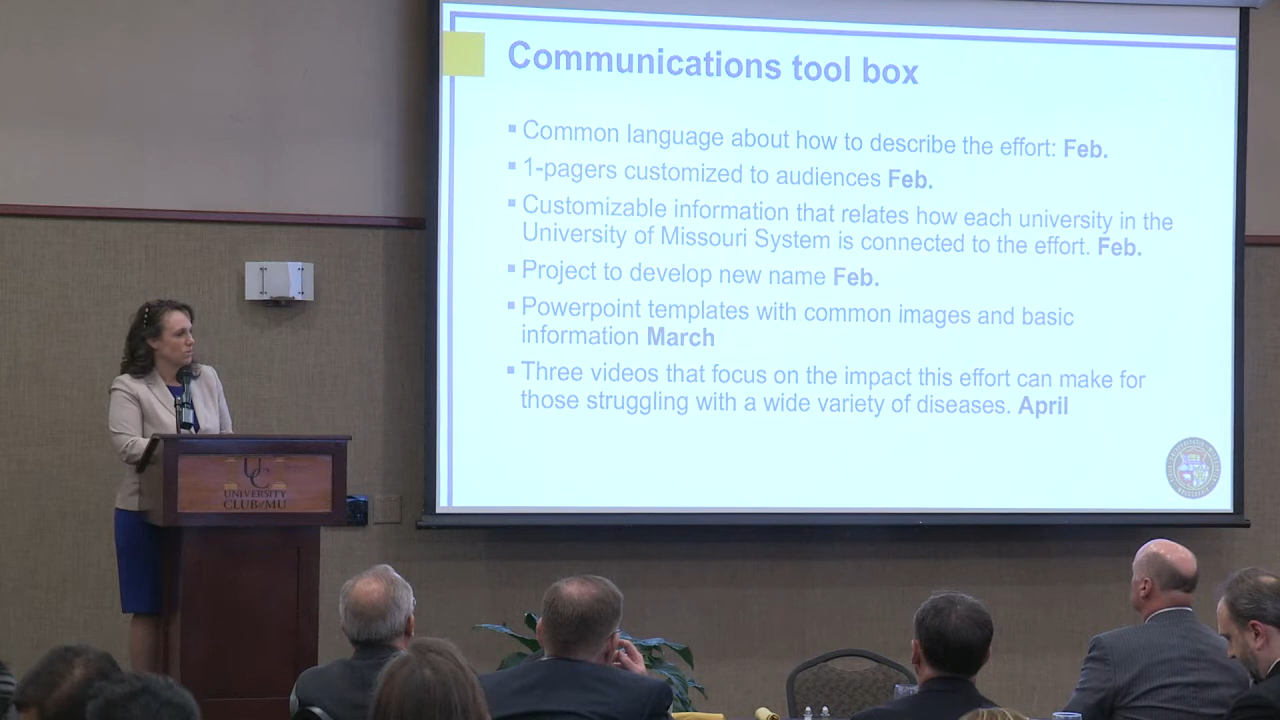 Communications tool box
▪ Common language about how to describe the effort: Feb.
▪ 1-pagers customized to audiences Feb.
▪ Customizable information that relates how each university in the
University of Missouri System is connected to the effort. Feb.
▪ Project to develop new name Feb.
▪ Powerpoint templates with common images and basic
information March
▪ Three videos that focus on the impact this effort can make for
those struggling with a wide variety of diseases. April
UC
UNIVERSITY
CLUB of MU